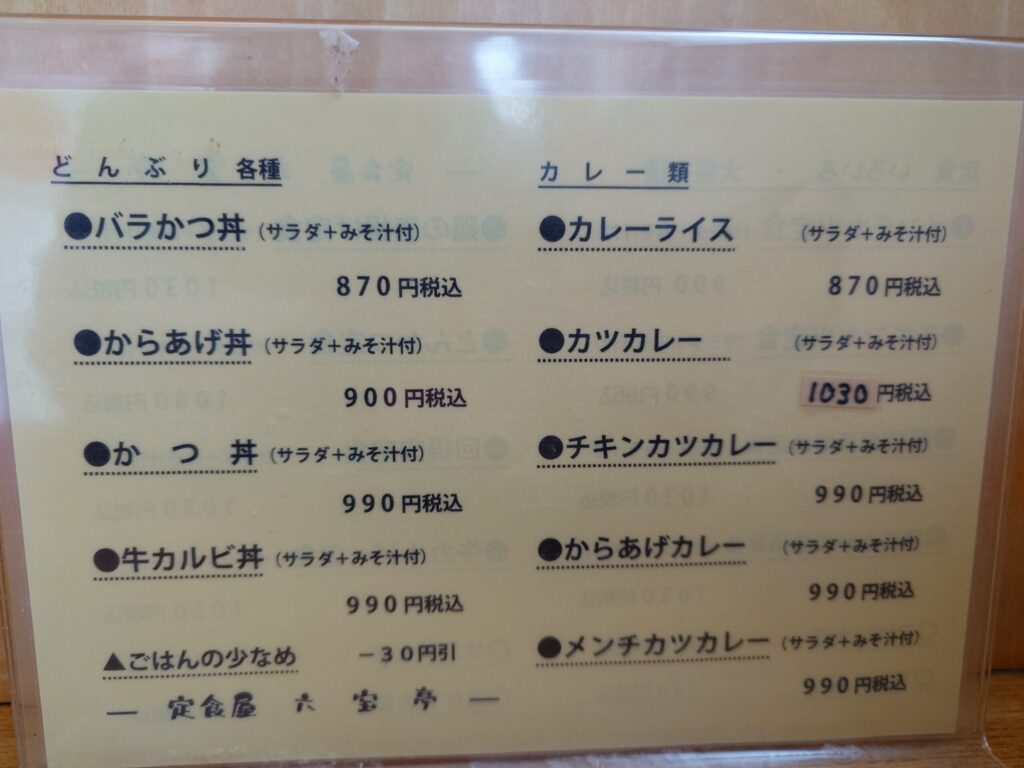 どんぶり 各種
●バラかつ丼 (サラダ+みそ汁付)
870円税込
●からあげ丼 (サラダ+みそ汁付)
900円税込
●かつ丼 (サラダ+みそ汁付)
990円税込
●牛カルビ丼 (サラダ+みそ汁付)
990円税込
▲ごはんの少なめ −30円引
― 定食屋 六宝亭 ―
カレー類
●カレーライス (サラダ+みそ汁付)
870円税込
●カツカレー (サラダ+みそ汁付)
1030円税込
●チキンカツカレー (サラダ+みそ汁付)
990円税込
●からあげカレー (サラダ+みそ汁付)
990円税込
●メンチカツカレー (サラダ+みそ汁付)
990円税込